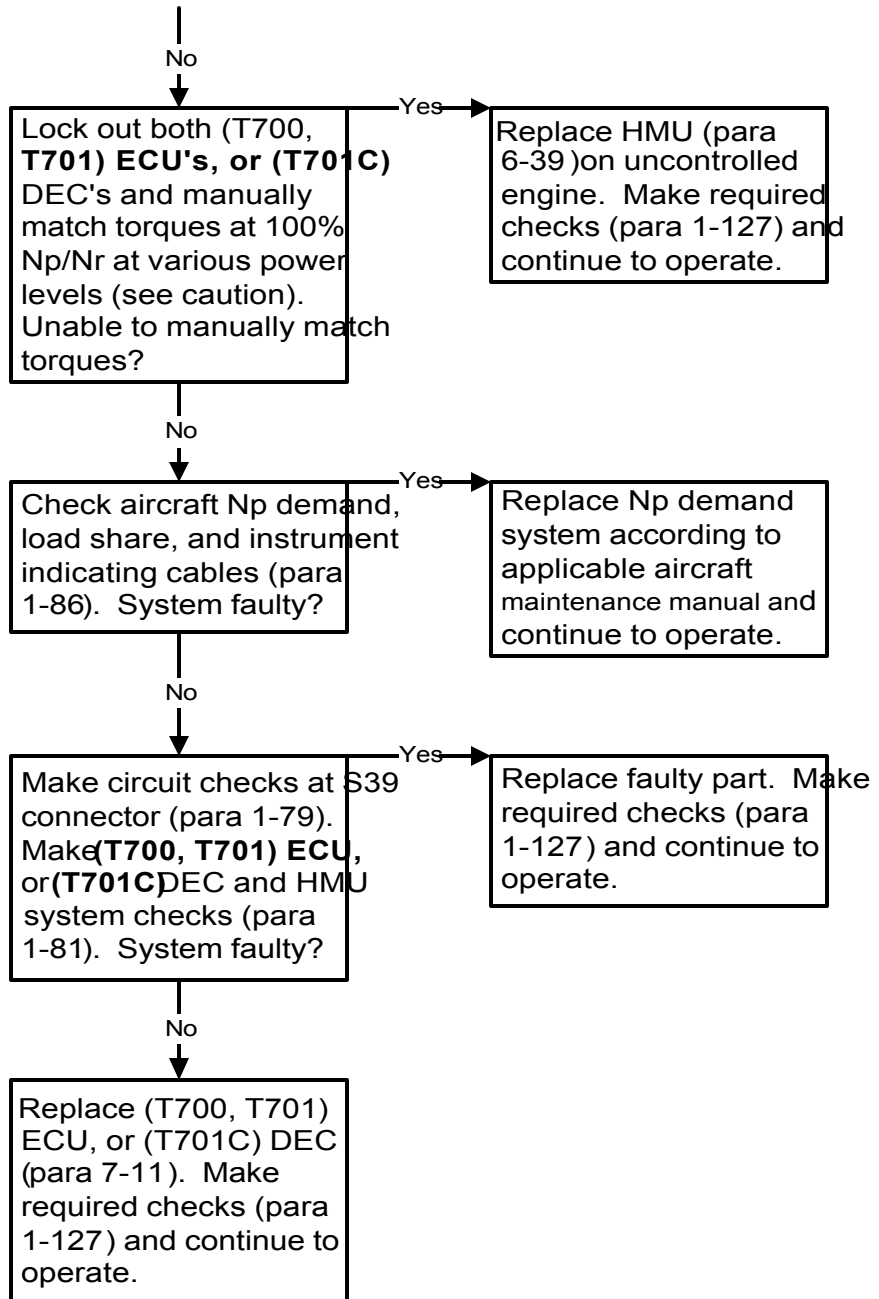 No
Lock out both (T700,
T701) ECU's, or (T701C)
DEC's and manually
match torques at 100%
Np/Nr at various power
levels (see caution).
Unable to manually match
torques?
Yes
Replace HMU (para
6-39)on uncontrolled
engine. Make required
checks (para 1-127) and
continue to operate.
No
Check aircraft Np demand,
load share, and instrument
indicating cables (para
1-86). System faulty?
Yes
Replace Np demand
system according to
applicable aircraft
maintenance manual and
continue to operate.
No
Make circuit checks at S39
connector (para 1-79).
Make(T700, T701) ECU,
or(T701C)DEC and HMU
system checks (para
1-81). System faulty?
Yes
Replace faulty part. Make
required checks (para
1-127) and continue to
operate.
No
Replace (T700, T701)
ECU, or (T701C) DEC
(para 7-11). Make
required checks (para
1-127) and continue to
operate.